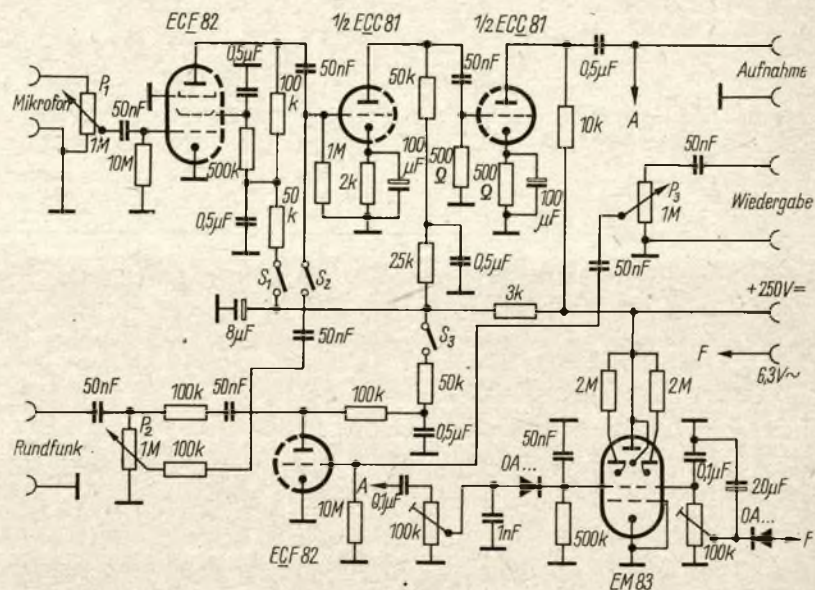 ECF 82
1/2 ECC 81
1/2 ECC 81
0,5µF
100 k
50nF
50k
50nF
0,5µF
Aufnahme
P1
Mikrofon
50nF
1M
10M
500k
1M
2k
100 µF
500 Ω
500 Ω
100 µF
10k
A
50nF
P3
1M
Wiedergabe
0,5µF
50 k
25k
0,5µF
50nF
S1
S2
8µF
50nF
S3
3k
+250V=
F
6,3V~
50nF
100k
50nF
100k
50k
0,5µF
2M
2M
Rundfunk
P2
1M
100k
ECF 82
10M
A
0,1µF
100k
1nF
OA...
50nF
500k
EM 83
0,1µF
20µF
100k
OA...
F